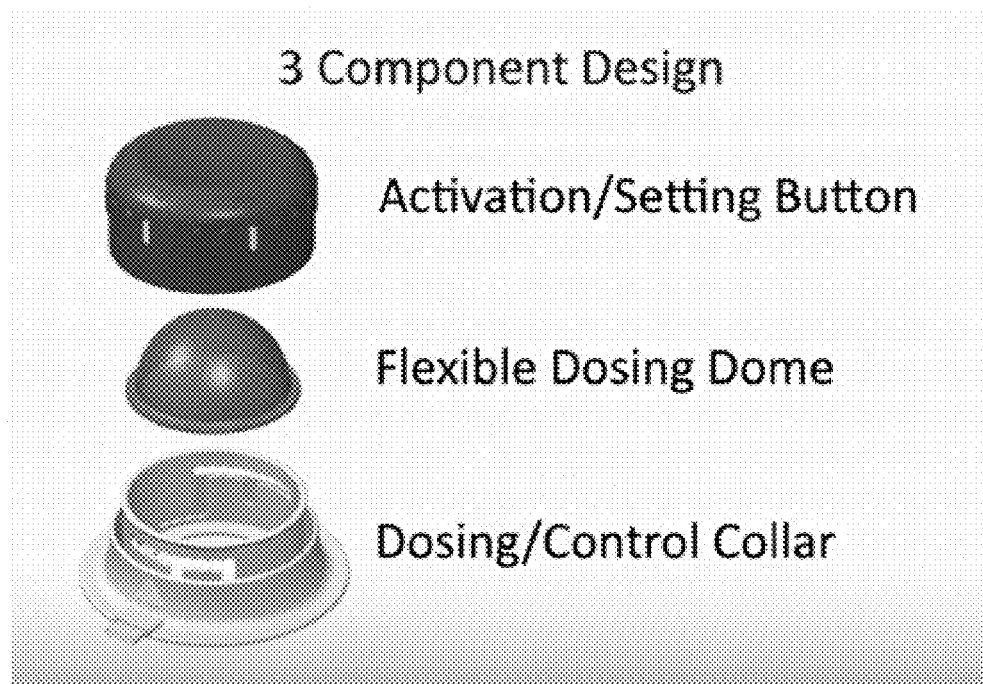 3 Component Design
Activation/Setting Button
Flexible Dosing Dome
Dosing/Control Collar